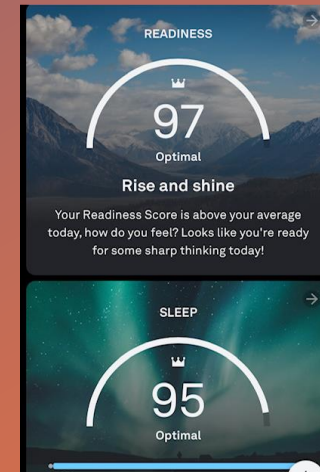 READINESS
97
Optimal
Rise and shine
Your Readiness Score is above your average
today, how do you feel? Looks like you're ready
for some sharp thinking today!
SLEEP
95
Optimal